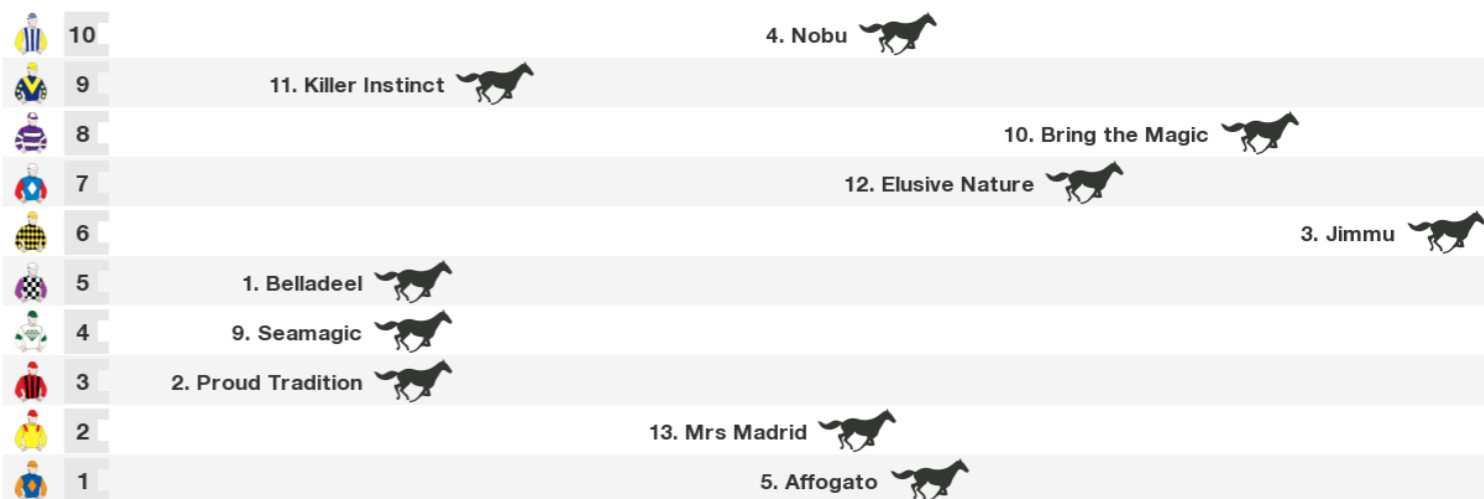 10 4. Nobu
9 11. Killer Instinct
8 10. Bring the Magic
7 12. Elusive Nature
6 3. Jimmu
5 1. Belladeel
4 9. Seamagic
3 2. Proud Tradition
2 13. Mrs Madrid
1 5. Affogato